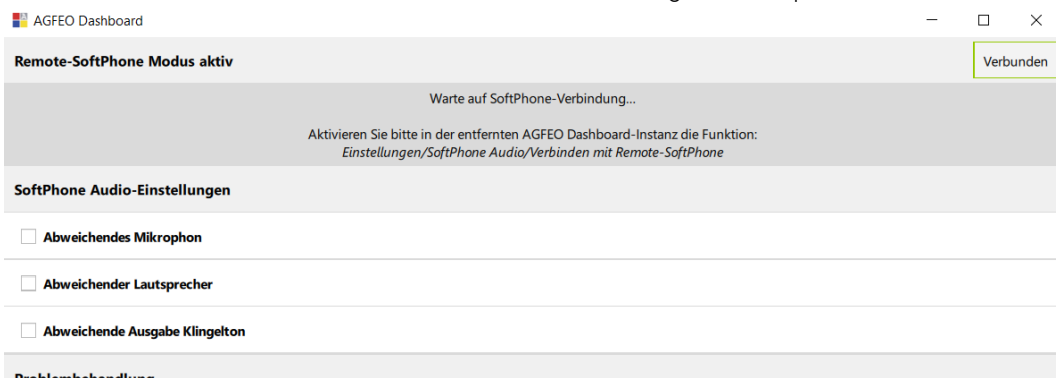 AGFEO Dashboard
Remote-SoftPhone Modus aktiv
Verbunden
Warte auf SoftPhone-Verbindung...
Aktivieren Sie bitte in der entfernten AGFEO Dashboard-Instanz die Funktion:
Einstellungen/SoftPhone Audio/Verbinden mit Remote-SoftPhone
SoftPhone Audio-Einstellungen
Abweichendes Mikrophon
Abweichender Lautsprecher
Abweichende Ausgabe Klingelton
Problembehandlung